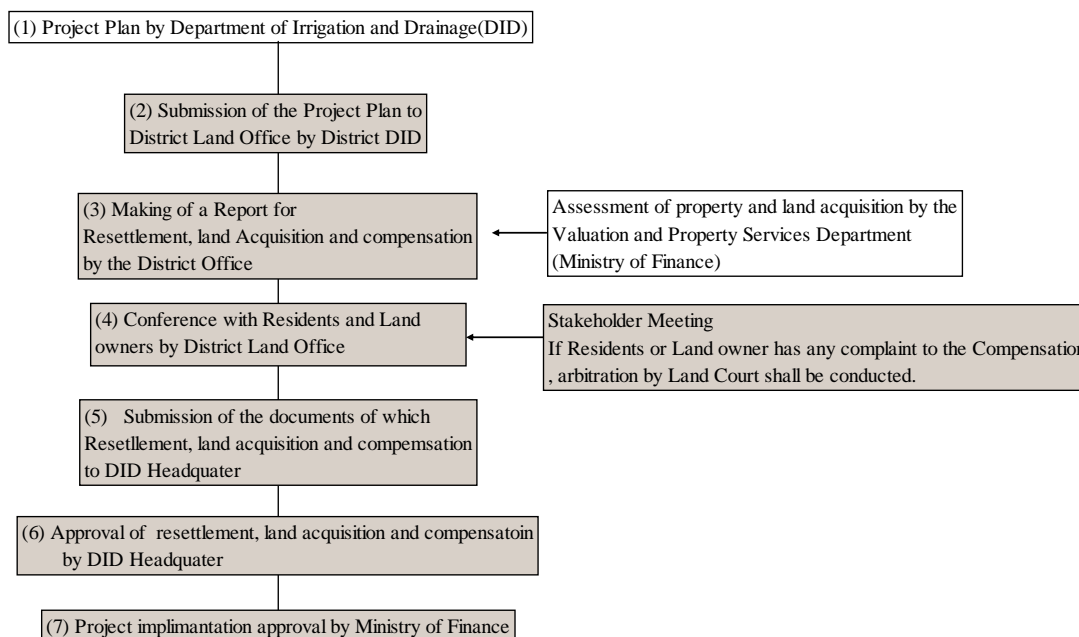 (1) Project Plan by Department of Irrigation and Drainage(DID)
(2) Submission of the Project Plan to
District Land Office by District DID
(3) Making of a Report for
Resettlement, land Acquisition and compensation
by the District Office
Assessment of property and land acquisition by the
Valuation and Property Services Department
(Ministry of Finance)
(4) Conference with Residents and Land
owners by District Land Office
Stakeholder Meeting
If Residents or Land owner has any complaint to the Compensation
, arbitration by Land Court shall be conducted.
(5) Submission of the documents of which
Resetllement, land acquisition and compemsation
to DID Headquater
(6) Approval of resettlement, land acquisition and compensatoin
by DID Headquater
(7) Project implimantation approval by Ministry of Finance